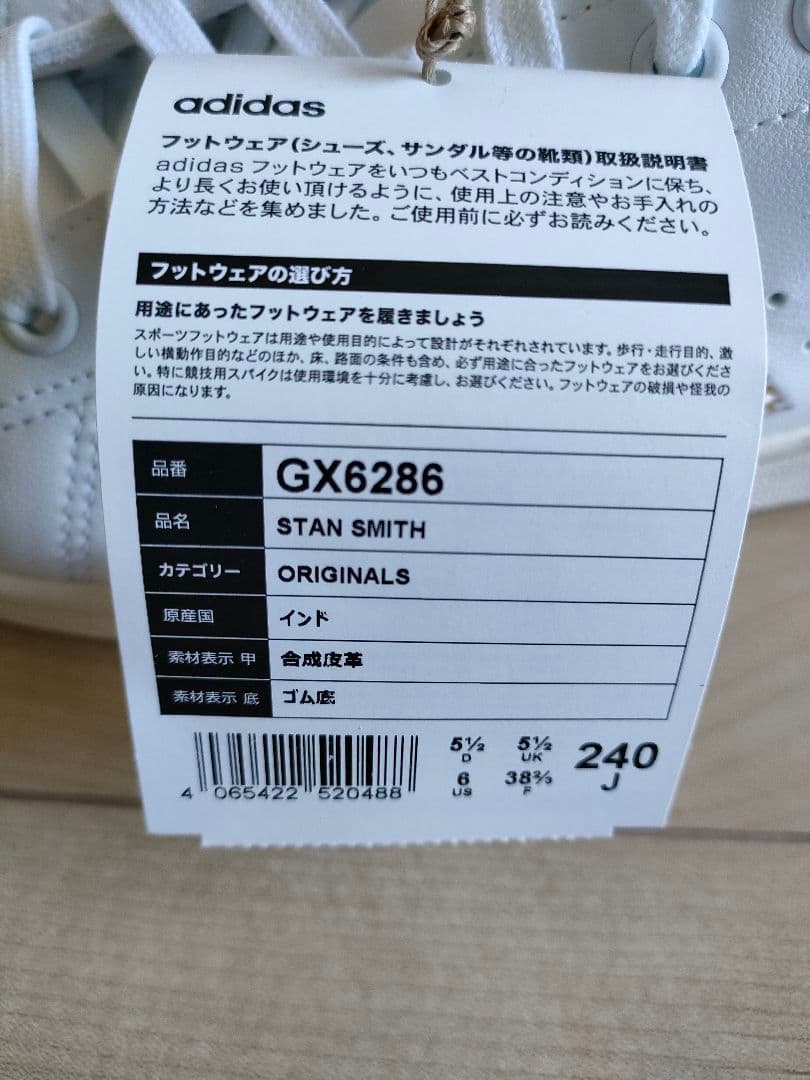 adidas
フットウェア(シューズ、サンダル等の靴類)取扱説明書
adidas フットウェアをいつもベストコンディションに保ち、
より長くお使い頂けるように、使用上の注意やお手入れの
方法などを集めました。ご使用前に必ずお読みください。
フットウェアの選び方
用途にあったフットウェアを履きましょう
スポーツフットウェアは用途や使用目的によって設計がそれぞれされています。歩行・走行目的、激
しい横動作目的などのほか、床、路面の条件も含め、必ず用途に合ったフットウェアをお選びくださ
い。特に競技用スパイクは使用環境を十分に考慮し、お選びください。フットウェアの破損や怪我の
原因になります。
品番 GX6286
品名 STAN SMITH
カテゴリー ORIGINALS
原産国 インド
素材表示 甲 合成皮革
素材表示 底 ゴム底
5½ 5½ 240
D UK J
6 38⅔
US F
4 065422 520488